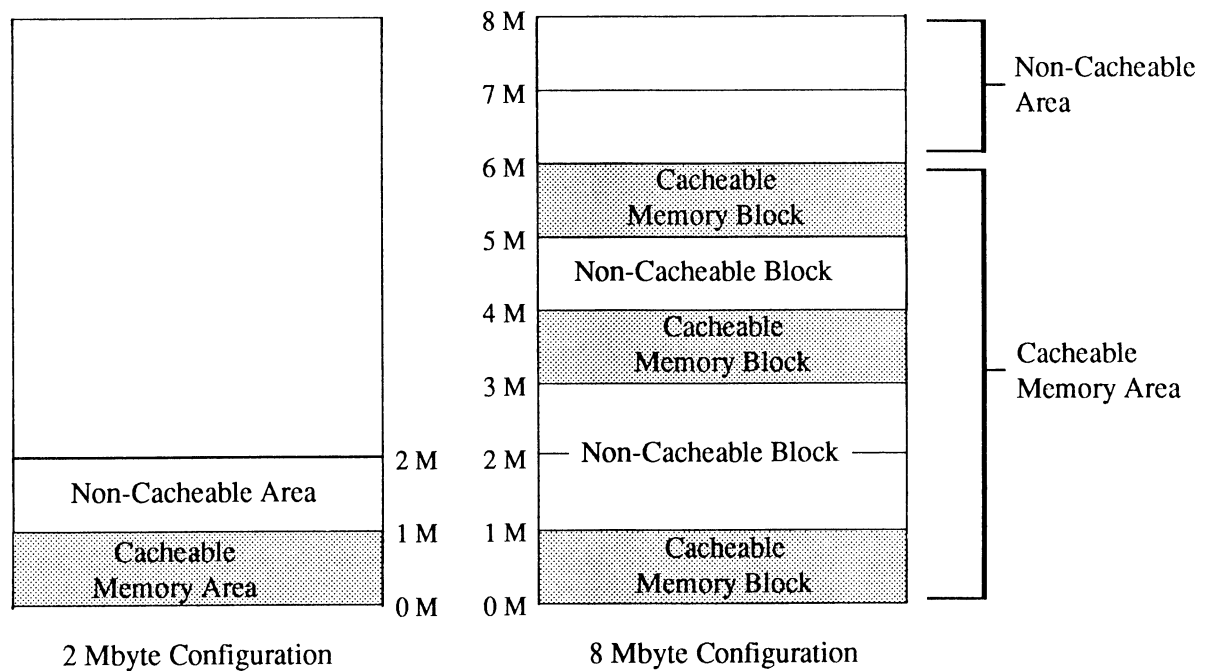 2 M
Non-Cacheable Area
1 M
Cacheable
Memory Area
0 M
2 Mbyte Configuration
8 M
7 M
6 M
Cacheable
Memory Block
5 M
Non-Cacheable Block
4 M
Cacheable
Memory Block
3 M
2 M
Non-Cacheable Block
1 M
Cacheable
Memory Block
0 M
8 Mbyte Configuration
Non-Cacheable
Area
Cacheable
Memory Area